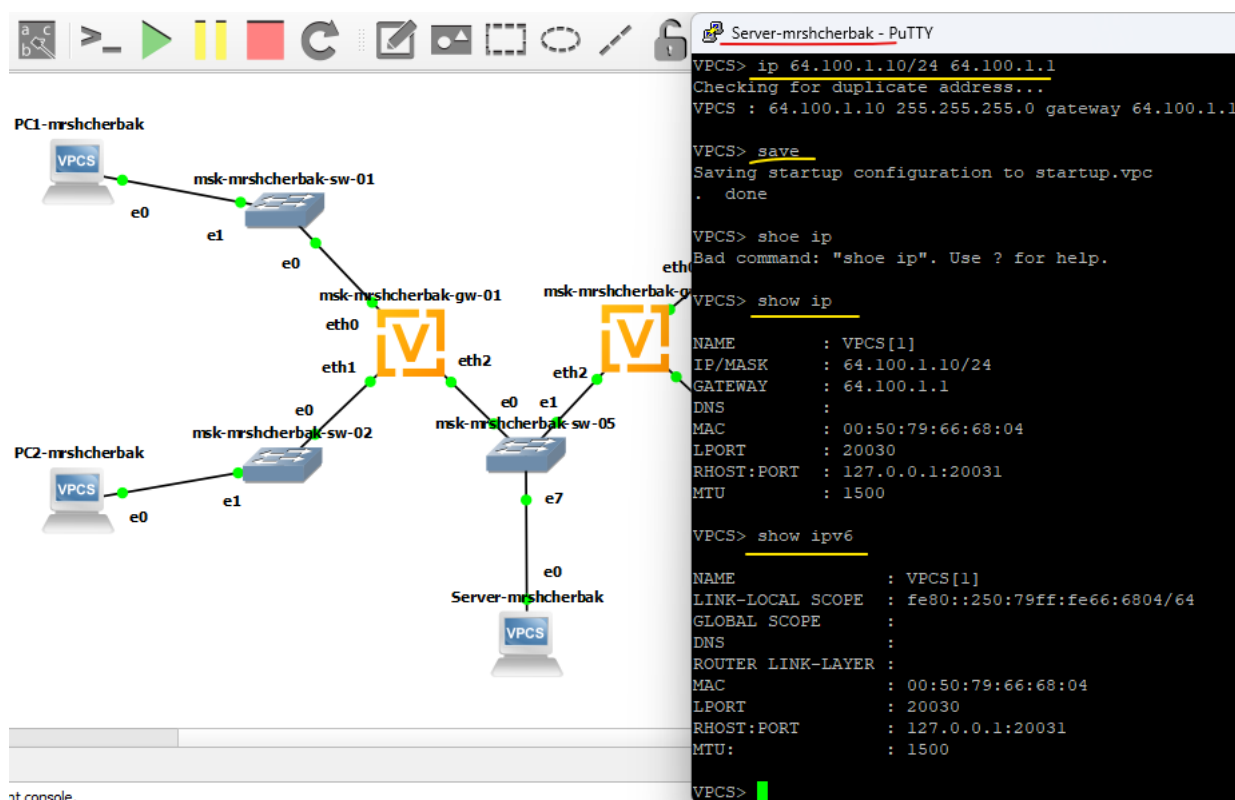 a c
b
PC1-mrshcherbak
VPCS
e0
msk-mrshcherbak-sw-01
e1
e0
msk-mrshcherbak-gw-01
eth0
V
eth1
eth2
e0
msk-mrshcherbak-sw-02
PC2-mrshcherbak
VPCS
e0
e1
eth0
msk-mrshcherbak-g
V
eth2
e0 e1
msk-mrshcherbak-sw-05
e7
e0
Server-mrshcherbak
VPCS
nt console.
Server-mrshcherbak - PuTTY
VPCS> ip 64.100.1.10/24 64.100.1.1
Checking for duplicate address...
VPCS : 64.100.1.10 255.255.255.0 gateway 64.100.1.1
VPCS> save
Saving startup configuration to startup.vpc
. done
VPCS> shoe ip
Bad command: "shoe ip". Use ? for help.
VPCS> show ip
NAME : VPCS[1]
IP/MASK : 64.100.1.10/24
GATEWAY : 64.100.1.1
DNS :
MAC : 00:50:79:66:68:04
LPORT : 20030
RHOST:PORT : 127.0.0.1:20031
MTU : 1500
VPCS> show ipv6
NAME : VPCS[1]
LINK-LOCAL SCOPE : fe80::250:79ff:fe66:6804/64
GLOBAL SCOPE :
DNS :
ROUTER LINK-LAYER :
MAC : 00:50:79:66:68:04
LPORT : 20030
RHOST:PORT : 127.0.0.1:20031
MTU: : 1500
VPCS>